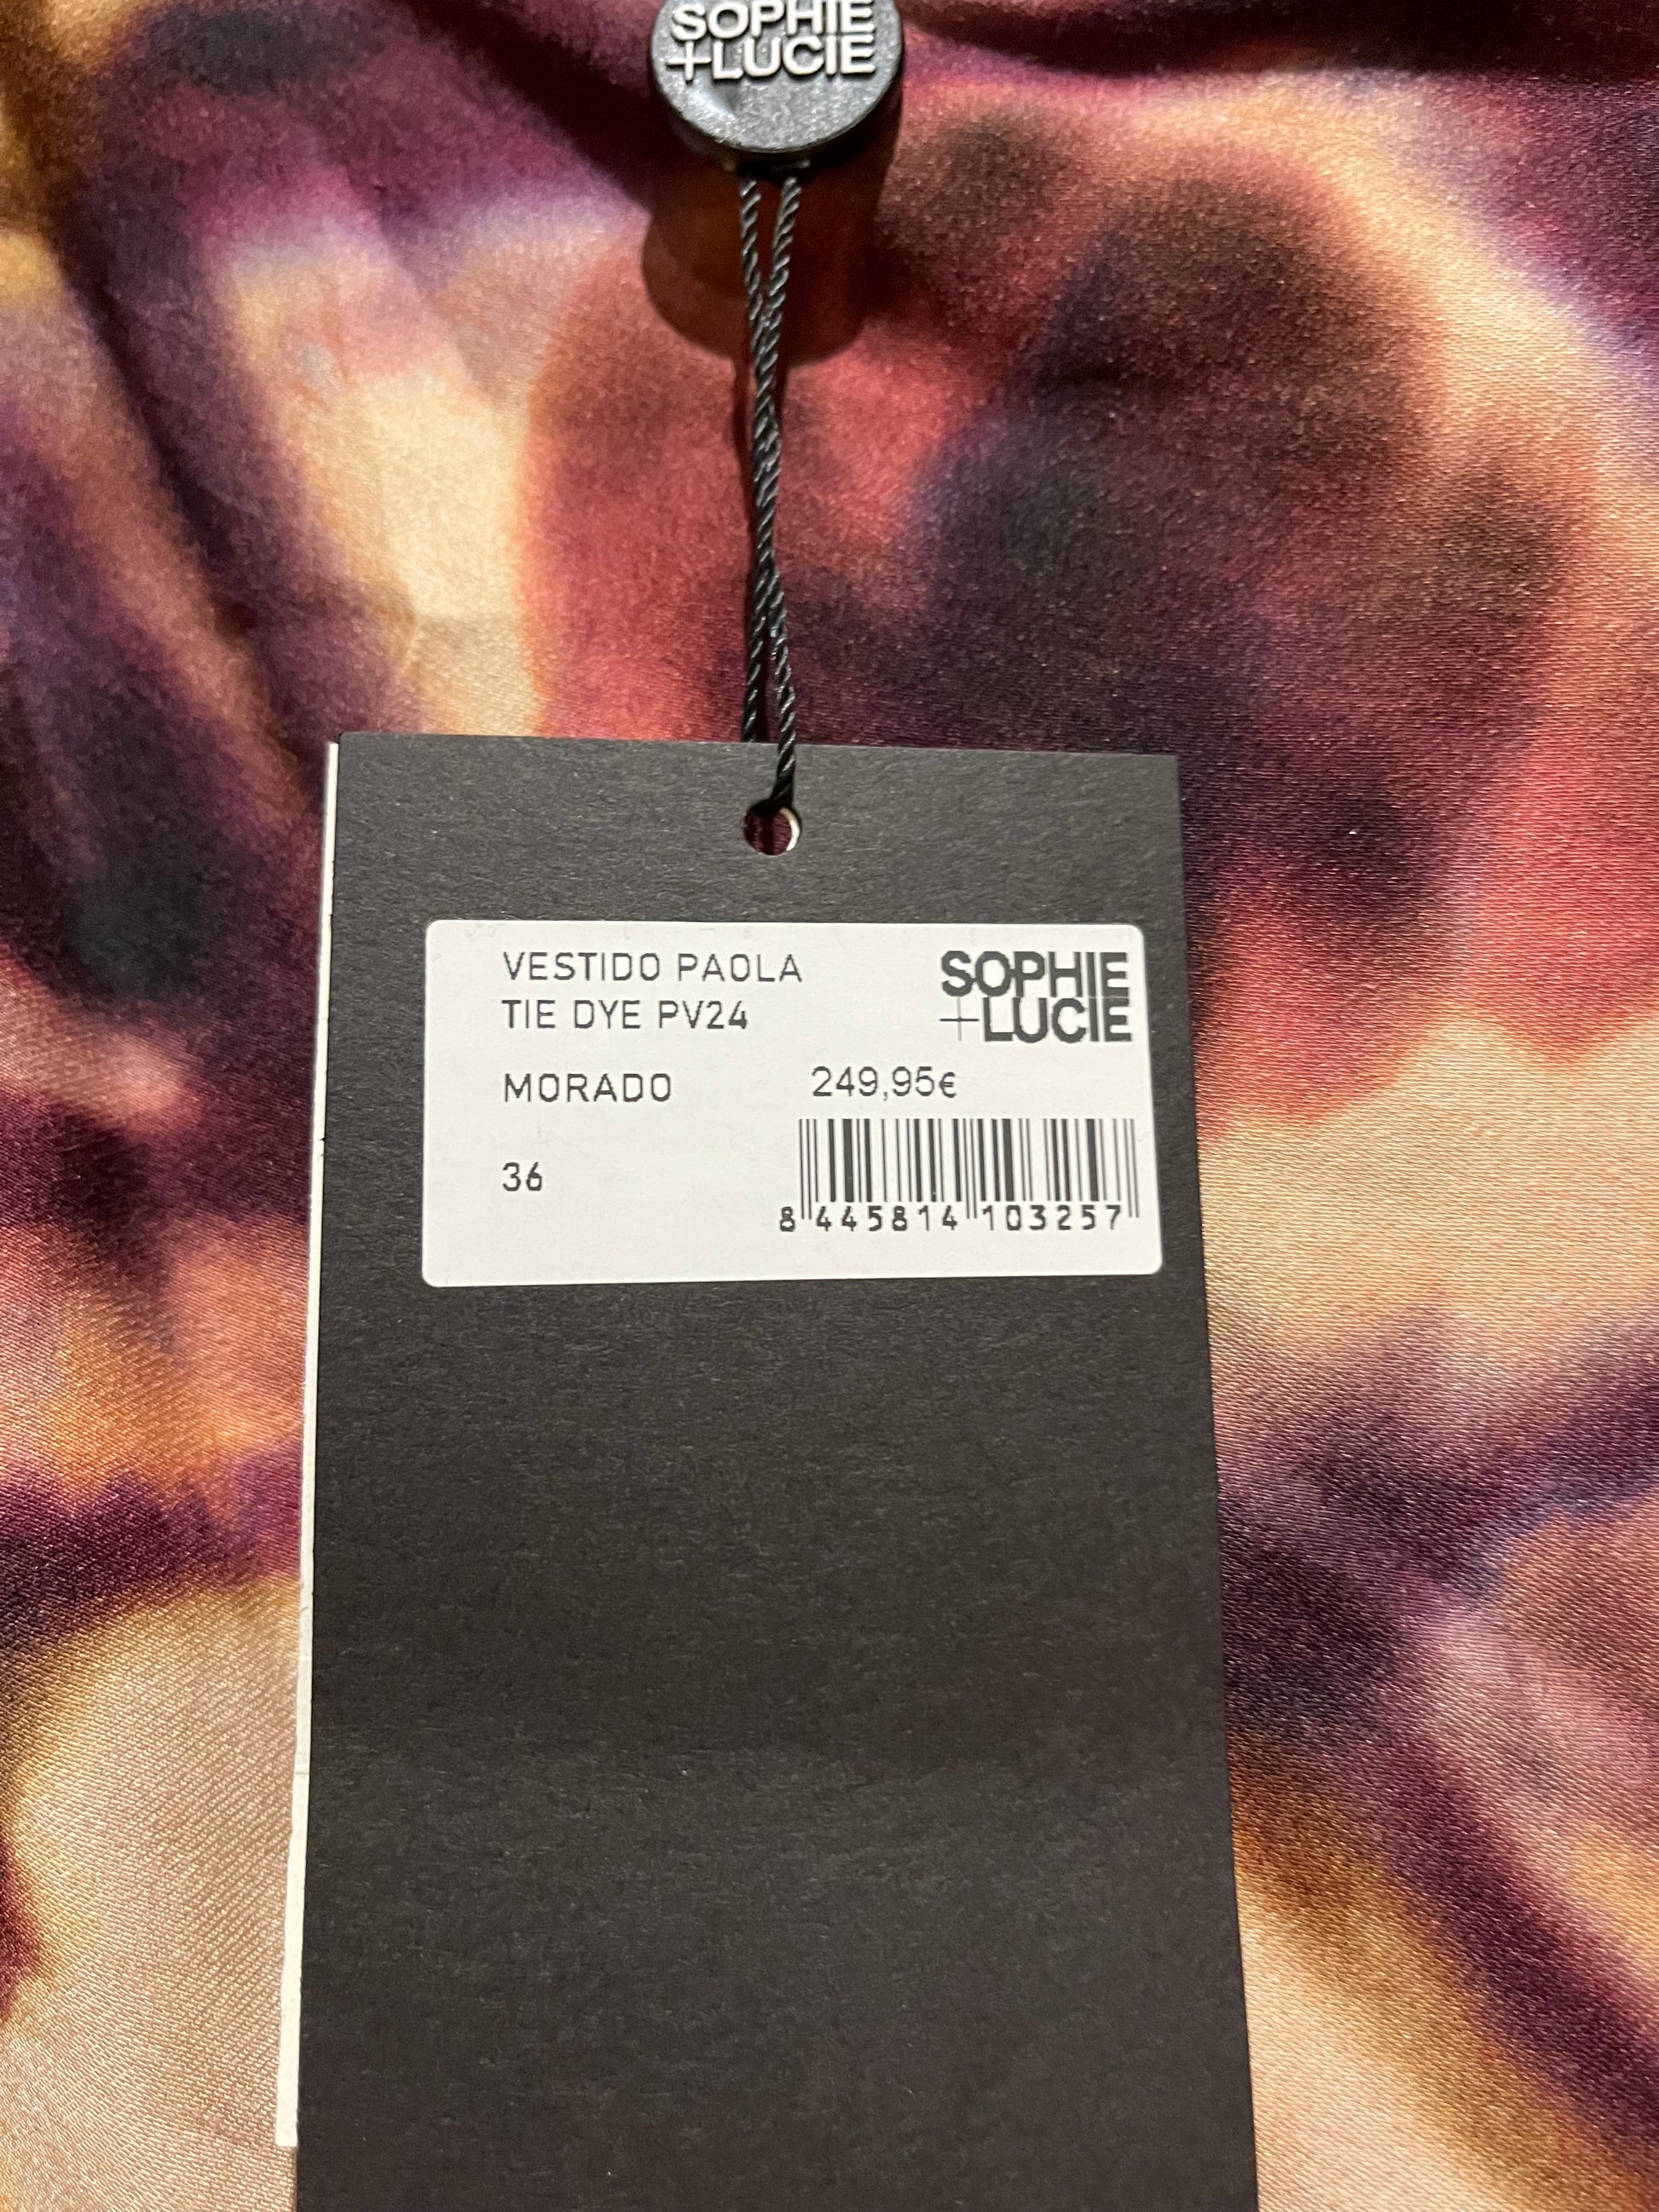 SOPHIE
+LUCIE
VESTIDO PAOLA
TIE DYE PV24
SOPHIE
+LUCIE
MORADO
249,95€
36
8 445814 103257